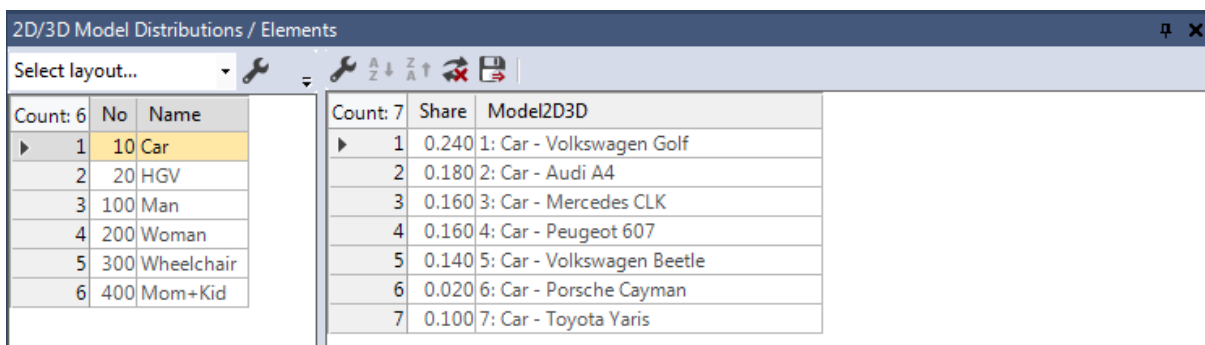 2D/3D Model Distributions / Elements
Select layout...
Count: 6 No Name
1 10 Car
2 20 HGV
3 100 Man
4 200 Woman
5 300 Wheelchair
6 400 Mom+Kid
A Z Z A
Count: 7 Share Model2D3D
1 0.240 1: Car - Volkswagen Golf
2 0.180 2: Car - Audi A4
3 0.160 3: Car - Mercedes CLK
4 0.160 4: Car - Peugeot 607
5 0.140 5: Car - Volkswagen Beetle
6 0.020 6: Car - Porsche Cayman
7 0.100 7: Car - Toyota Yaris